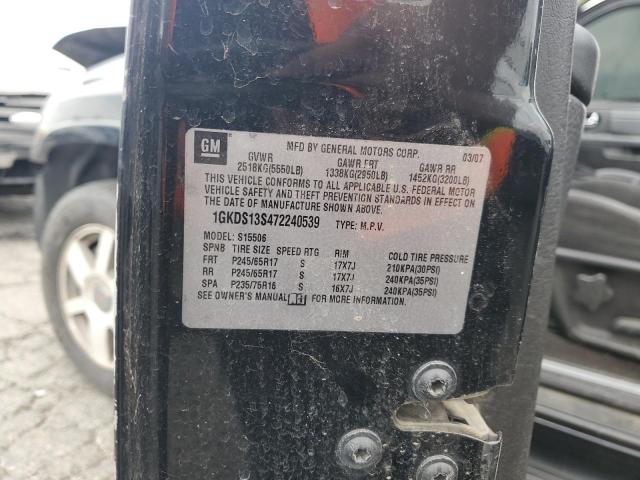 GM
MFD BY GENERAL MOTORS CORP. 03/07
GVWR GAWR FRT GAWR RR
2518KG(5550LB) 1338KG(2950LB) 1452KG(3200LB)
THIS VEHICLE CONFORMS TO ALL APPLICABLE U.S. FEDERAL MOTOR
VEHICLE SAFETY AND THEFT PREVENTION STANDARDS IN EFFECT ON
THE DATE OF MANUFACTURE SHOWN ABOVE.
1GKDS13S472240539 TYPE: M.P.V.
MODEL: S15506
SPNB TIRE SIZE SPEED RTG RIM COLD TIRE PRESSURE
FRT P245/65R17 S 17X7J 210KPA(30PSI)
RR P245/65R17 S 17X7J 240KPA(35PSI)
SPA P235/75R16 S 16X7J 240KPA(35PSI)
SEE OWNER'S MANUAL FOR MORE INFORMATION.